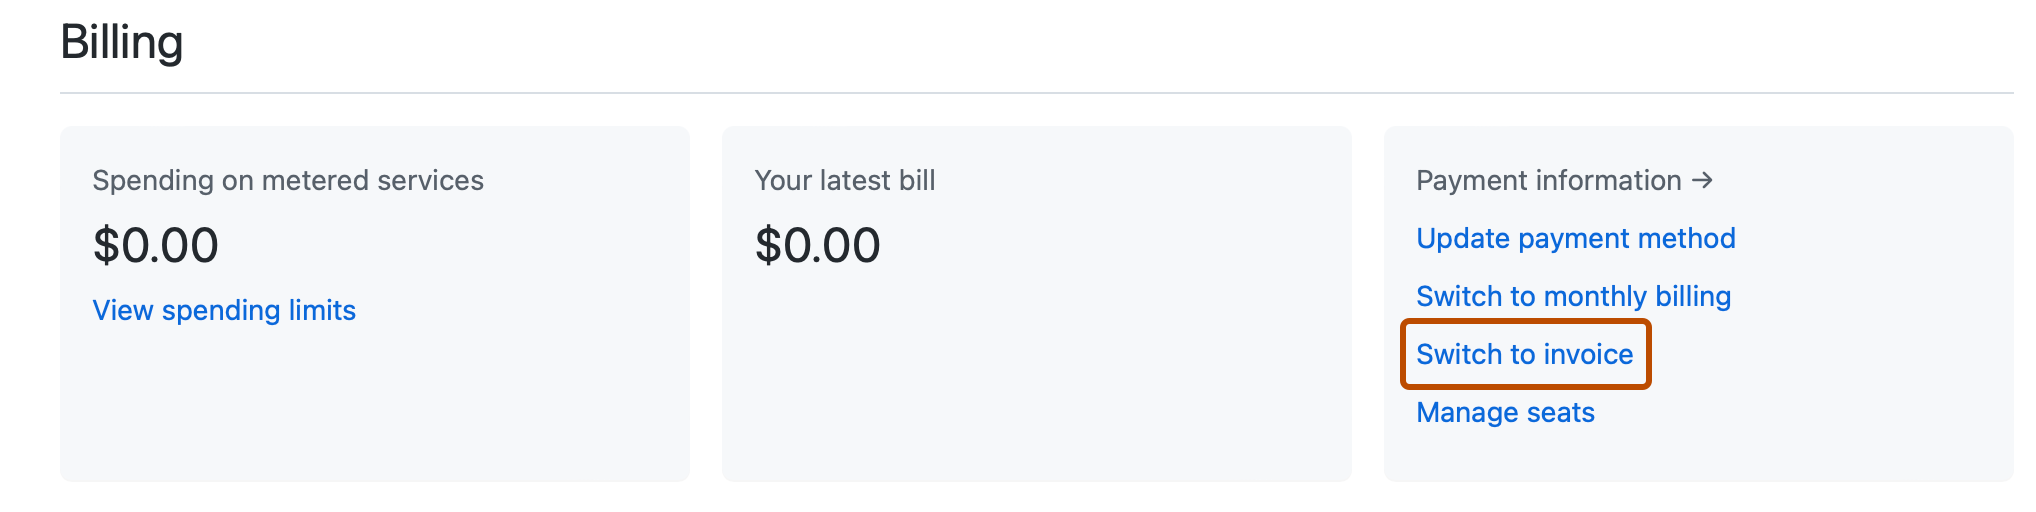 Billing
Spending on metered services
$0.00
View spending limits
Your latest bill
$0.00
Payment information →
Update payment method
Switch to monthly billing
Switch to invoice
Manage seats